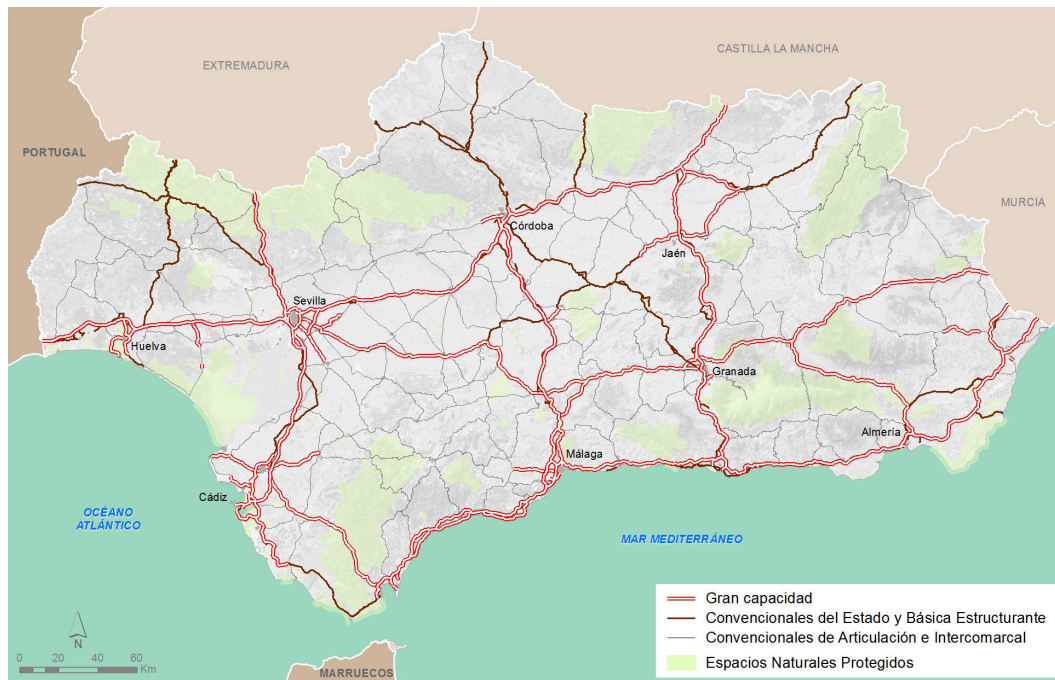 EXTREMADURA
CASTILLA LA MANCHA
PORTUGAL
MURCIA
Córdoba
Jaén
Sevilla
Huelva
Granada
Almería
Málaga
Cádiz
OCÉANO
ATLÁNTICO
MAR MEDITERRÁNEO
N
0 20 40 60
Km
MARRUECOS
Gran capacidad
Convencionales del Estado y Básica Estructurante
Convencionales de Articulación e Intercomarcal
Espacios Naturales Protegidos